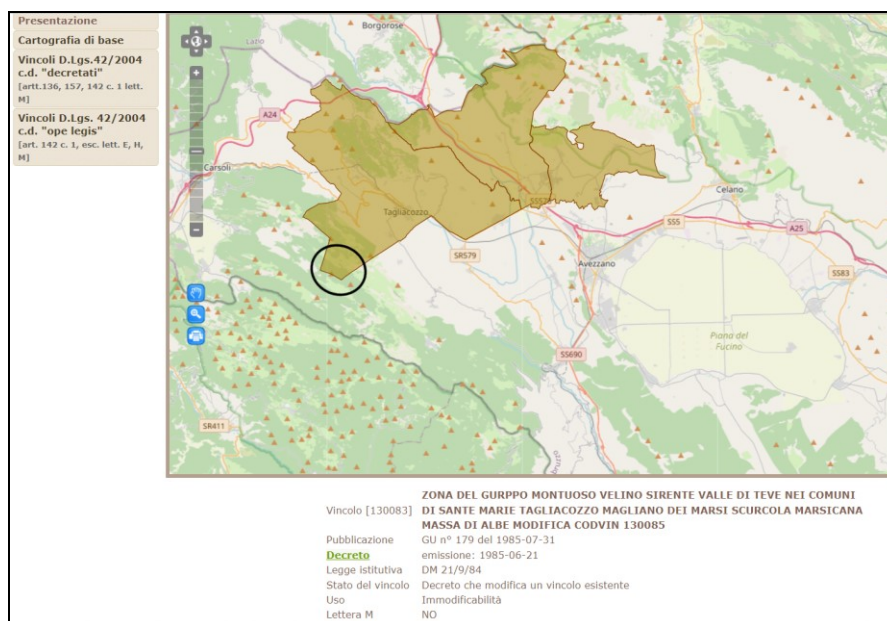 Presentazione
Cartografia di base
Vincoli D.Lgs.42/2004
c.d. "decretati"
[artt.136, 157, 142 c. 1 lett.
M]
Vincoli D.Lgs. 42/2004
c.d. "ope legis"
[art. 142 c. 1, esc. lett. E, H,
M]
Borgorose
Lazio
A24
Carsoli
Tagliacozzo
SS578
Celano
SS5
A25
SR579
Avezzano
SS83
Piana del
Fucino
SS690
SR411
ZONA DEL GURPPO MONTUOSO VELINO SIRENTE VALLE DI TEVE NEI COMUNI
Vincolo [130083] DI SANTE MARIE TAGLIACOZZO MAGLIANO DEI MARSI SCURCOLA MARSICANA
MASSA DI ALBE MODIFICA CODVIN 130085
Pubblicazione GU n° 179 del 1985-07-31
Decreto emissione: 1985-06-21
Legge istitutiva DM 21/9/84
Stato del vincolo Decreto che modifica un vincolo esistente
Uso Immodificabilità
Lettera M NO